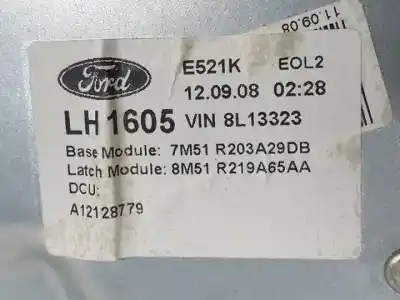 Ford
E521K EOL2
12.09.08 02:28
LH 1605 VIN 8L13323
Base Module: 7M51 R203A29DB
Latch Module: 8M51 R219A65AA
DCU:
A12128779
11.09.08